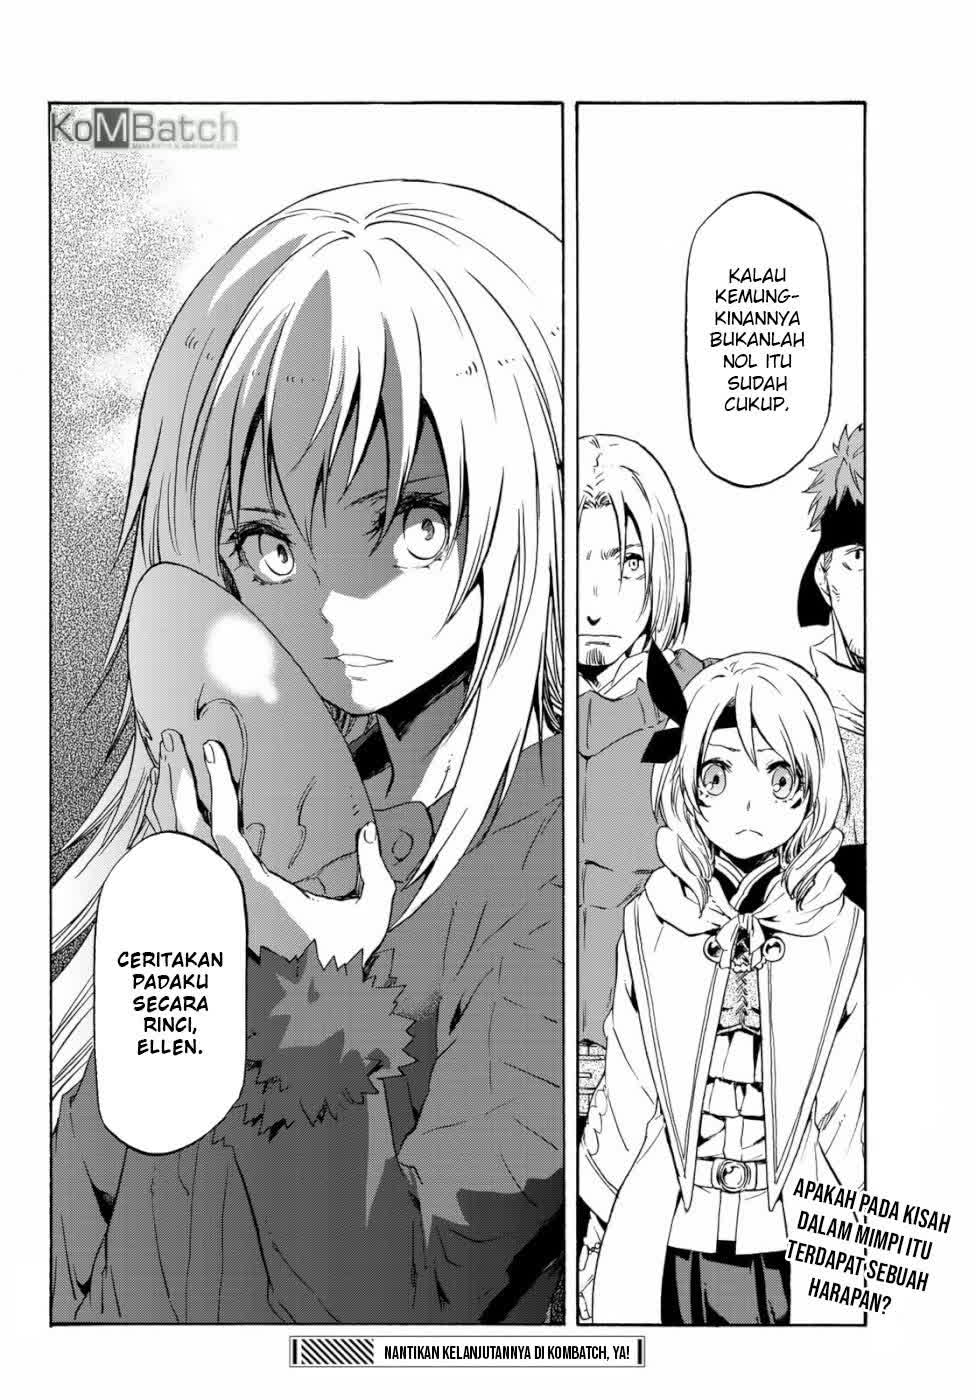 KALAU
KEMUNG-
KINANNYA
BUKANLAH
NOL ITU
SUDAH
CUKUP.
KoMBatch
CERITAKAN
PADAKU
SECARA
RINCI,
ELLEN.
APAKAH PADA KISAH
DALAM MIMPI ITU
TERDAPAT SEBUAH
HARAPAN?
NANTIKAN KELANJUTANNYA DI KOMBATCH, YA!